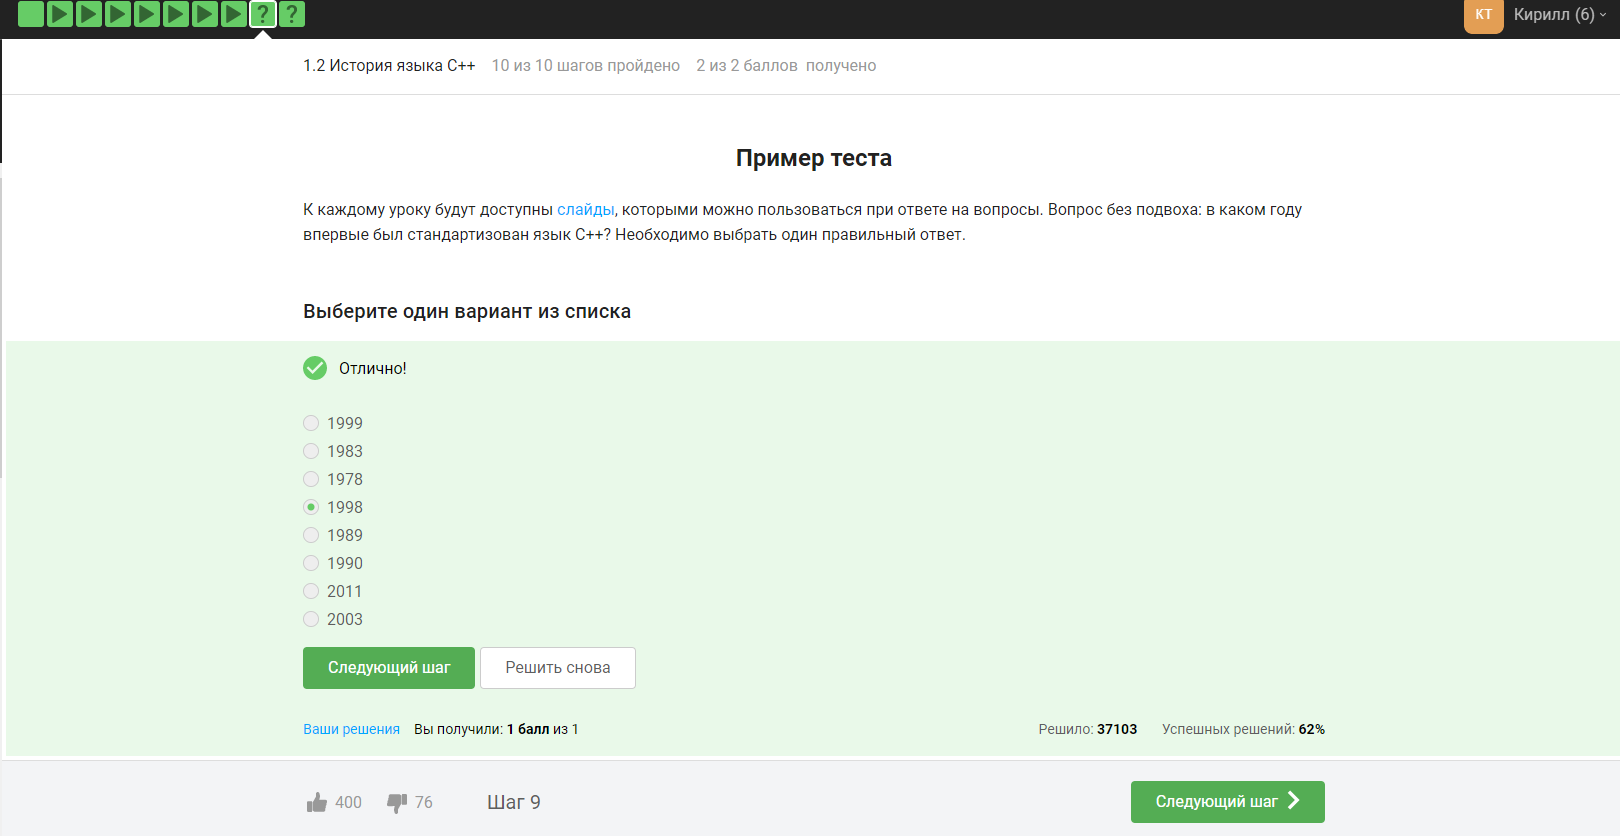 ? ?
КТ Кирилл (6)
1.2 История языка C++ 10 из 10 шагов пройдено 2 из 2 баллов получено
Пример теста
К каждому уроку будут доступны слайды, которыми можно пользоваться при ответе на вопросы. Вопрос без подвоха: в каком году
впервые был стандартизован язык C++? Необходимо выбрать один правильный ответ.
Выберите один вариант из списка
Отлично!
1999
1983
1978
1998
1989
1990
2011
2003
Следующий шаг Решить снова
Ваши решения Вы получили: 1 балл из 1 Решило: 37103 Успешных решений: 62%
400 76 Шаг 9 Следующий шаг